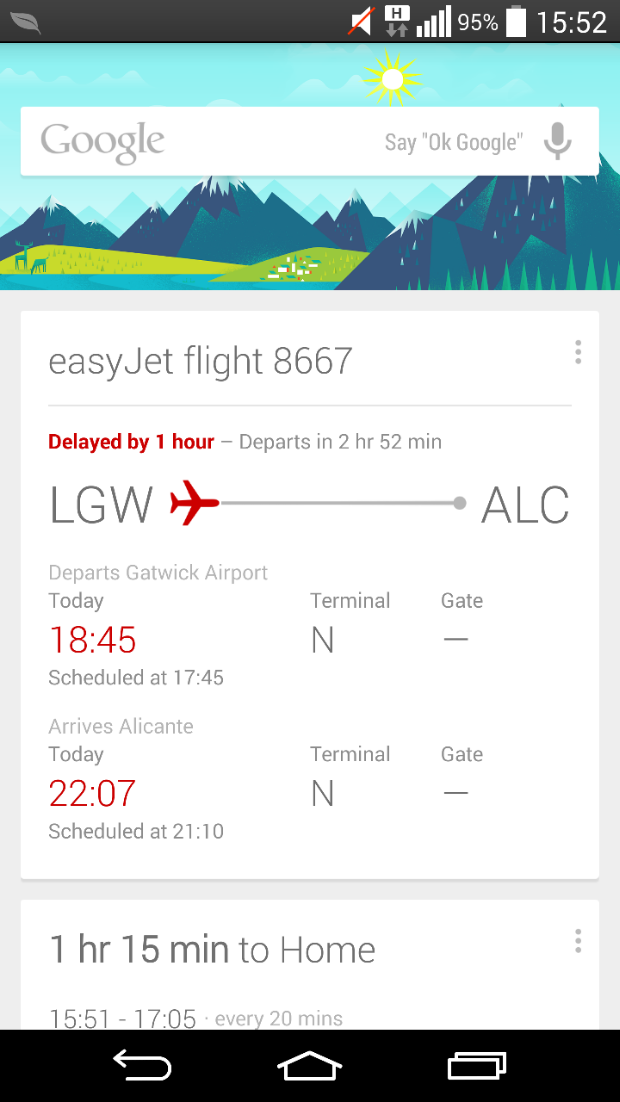 H 95% 15:52
Google Say "Ok Google"
easyJet flight 8667
Delayed by 1 hour – Departs in 2 hr 52 min
LGW ALC
Departs Gatwick Airport
Today Terminal Gate
18:45 N —
Scheduled at 17:45
Arrives Alicante
Today Terminal Gate
22:07 N —
Scheduled at 21:10
1 hr 15 min to Home
15:51 - 17:05 · every 20 mins